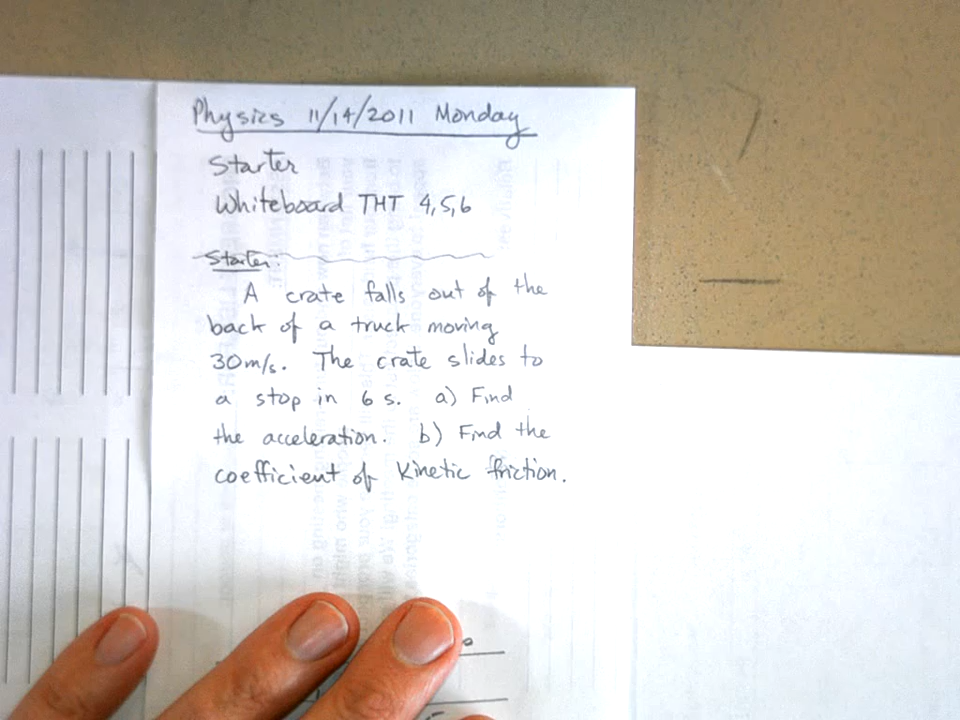 Physics 11/14/2011 Monday
Starter
Whiteboard THT 4,5,6
Starter:
A crate falls out of the
back of a truck moving
30m/s. The crate slides to
a stop in 6 s. a) Find
the acceleration. b) Find the
coefficient of Kinetic friction.